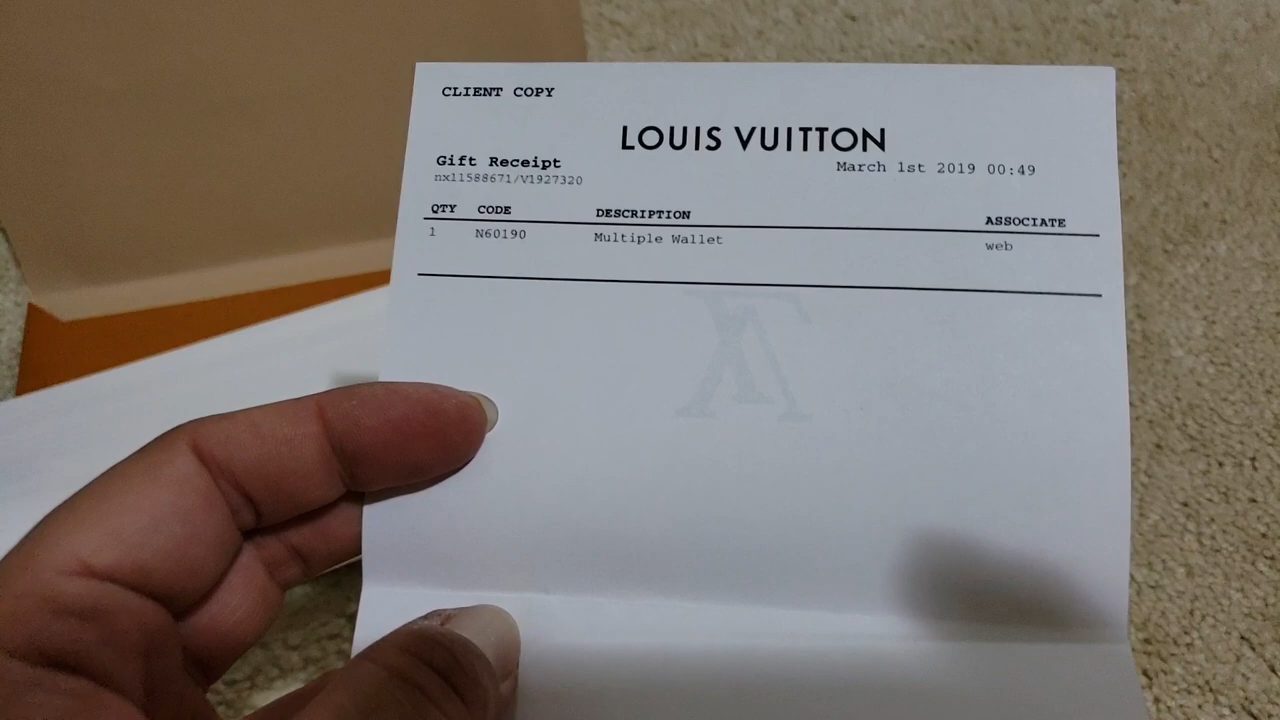 CLIENT COPY
LOUIS VUITTON
Gift Receipt
March 1st 2019 00:49
nx11588671/V1927320
QTY CODE DESCRIPTION ASSOCIATE
1 N60190 Multiple Wallet web